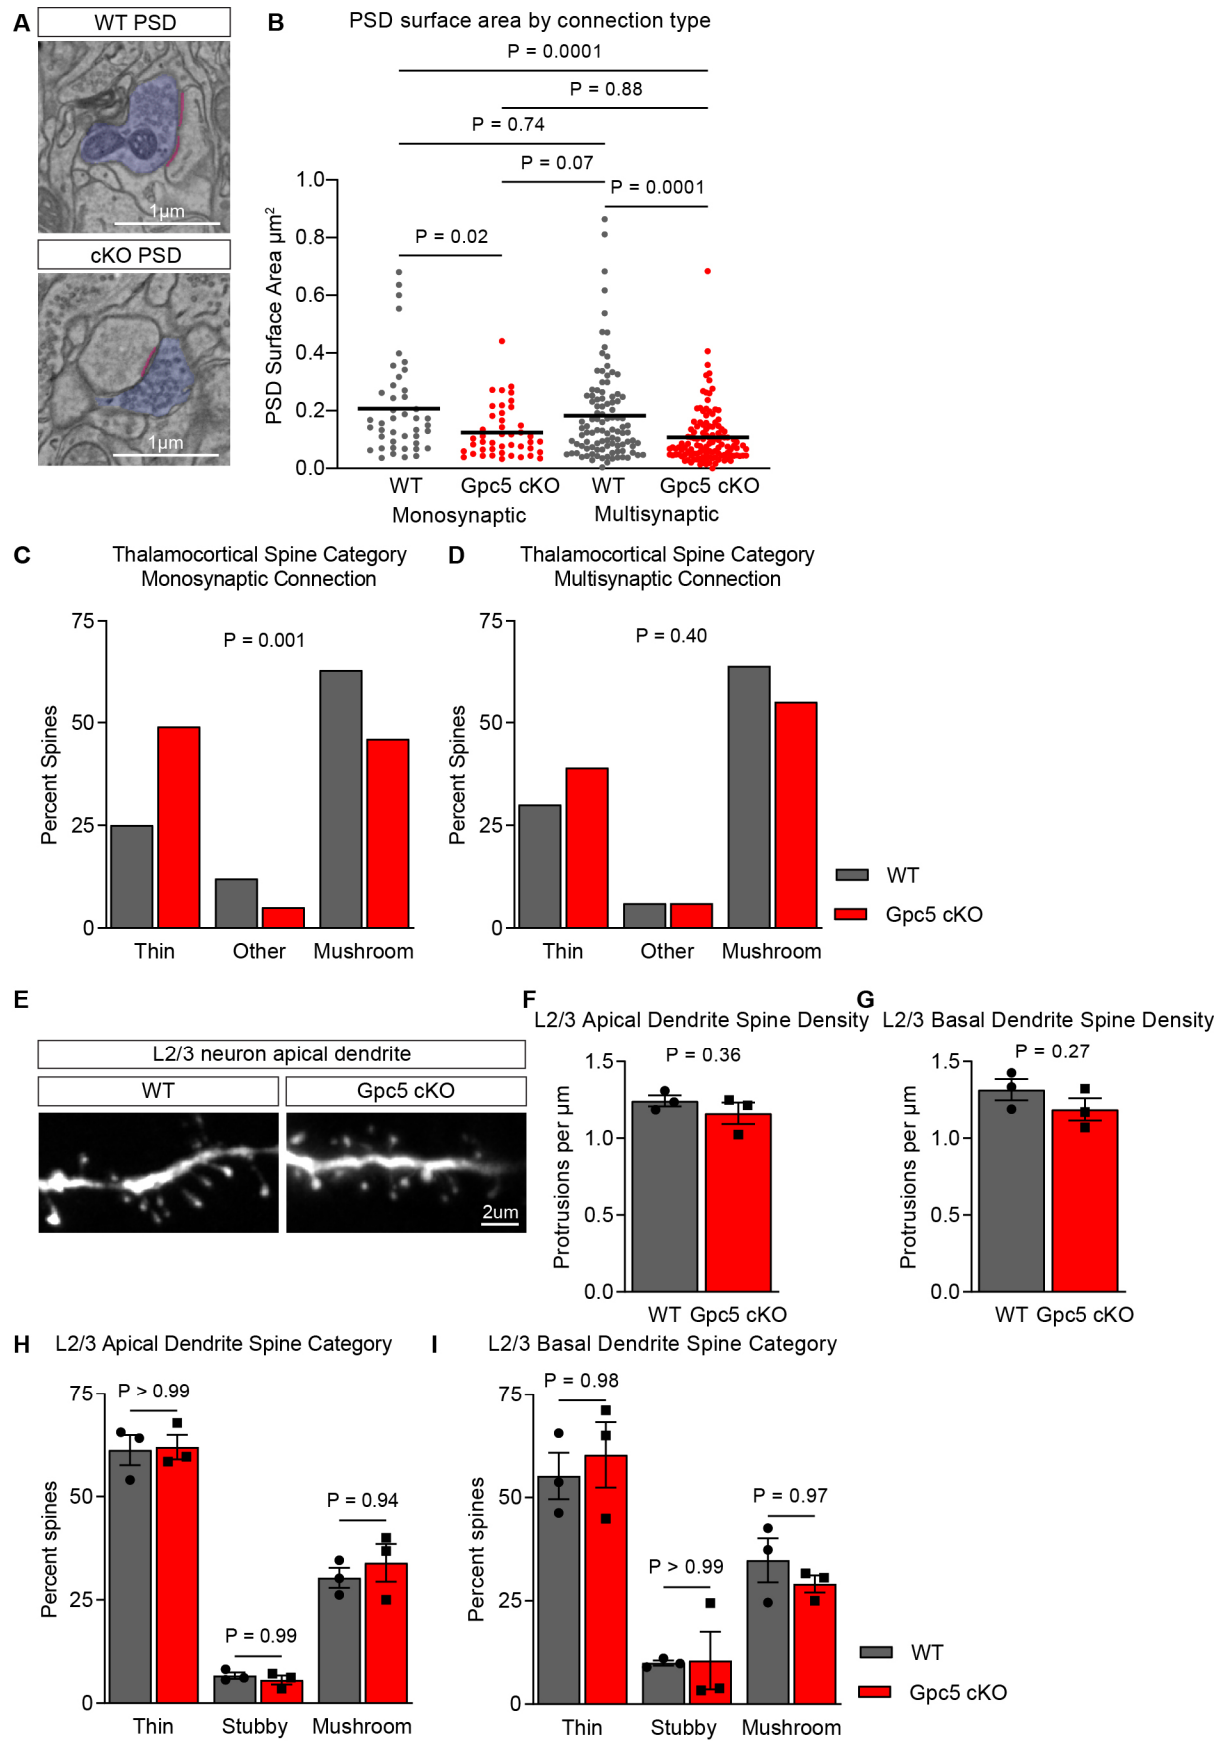 A
WT PSD
1µm
cKO PSD
1µm
B
PSD surface area by connection type
P = 0.0001
P = 0.88
P = 0.74
P = 0.07
P = 0.0001
P = 0.02
PSD Surface Area µm²
1.0
0.8
0.6
0.4
0.2
0.0
WT
Gpc5 cKO
WT
Gpc5 cKO
Monosynaptic
Multisynaptic
C
Thalamocortical Spine Category
Monosynaptic Connection
P = 0.001
Percent Spines
75
50
25
0
Thin
Other
Mushroom
D
Thalamocortical Spine Category
Multisynaptic Connection
P = 0.40
Percent Spines
75
50
25
0
Thin
Other
Mushroom
WT
Gpc5 cKO
E
L2/3 neuron apical dendrite
WT
Gpc5 cKO
2um
F
L2/3 Apical Dendrite Spine Density
P = 0.36
Protrusions per µm
1.5
1.0
0.5
0.0
WT
Gpc5 cKO
G
L2/3 Basal Dendrite Spine Density
P = 0.27
Protrusions per µm
1.5
1.0
0.5
0.0
WT
Gpc5 cKO
H
L2/3 Apical Dendrite Spine Category
P > 0.99
P = 0.94
P = 0.99
Percent spines
75
50
25
0
Thin
Stubby
Mushroom
I
L2/3 Basal Dendrite Spine Category
P = 0.98
P = 0.97
P > 0.99
Percent spines
75
50
25
0
Thin
Stubby
Mushroom
WT
Gpc5 cKO